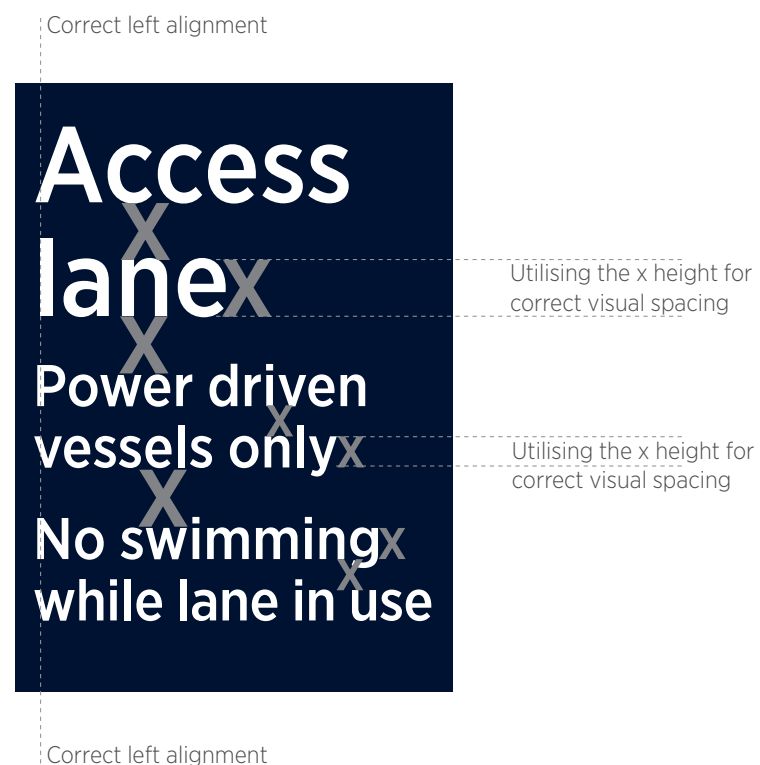 Correct left alignment
Access
x
lane x
Utilising the x height for
correct visual spacing
x
Power driven
x
vessels only x
Utilising the x height for
correct visual spacing
x
No swimming x
x
while lane in use
Correct left alignment